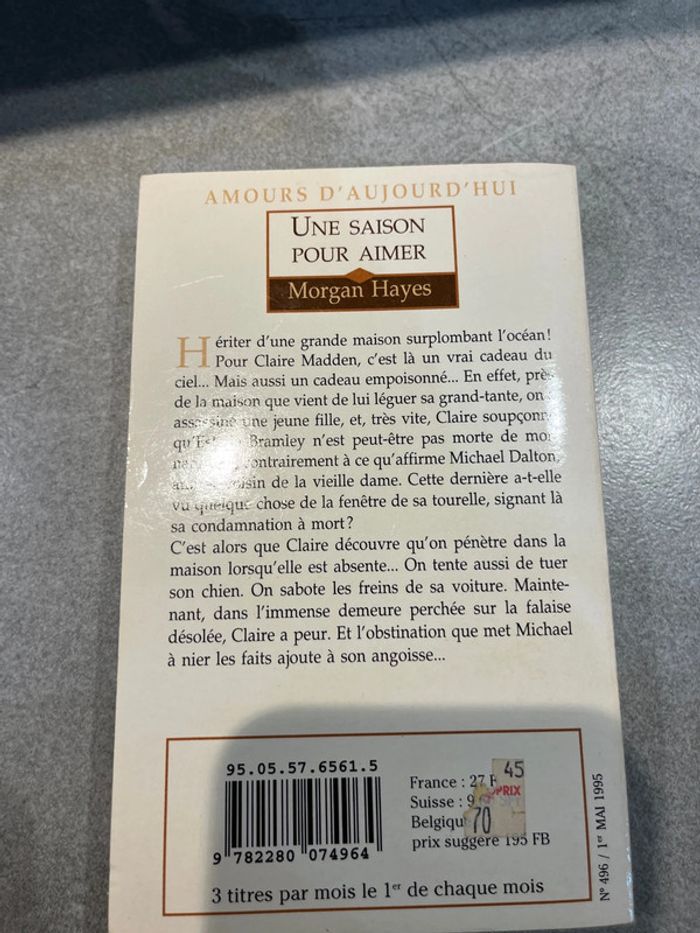 AMOURS D'AUJOURD'HUI
UNE SAISON
POUR AIMER
Morgan Hayes
Hériter d'une grande maison surplombant l'océan!
Pour Claire Madden, c'est là un vrai cadeau du
ciel... Mais aussi un cadeau empoisonné... En effet, près
de la maison que vient de lui léguer sa grand-tante, on
assassiné une jeune fille, et, très vite, Claire soupçonne
Bramley n'est peut-être pas morte de
contrairement à ce qu'affirme Michael Dalton,
voisin de la vieille dame. Cette dernière a-t-elle
vu quelque chose de la fenêtre de sa tourelle, signant là
sa condamnation à mort?
C'est alors que Claire découvre qu'on pénètre dans la
maison lorsqu'elle est absente... On tente aussi de tuer
son chien. On sabote les freins de sa voiture. Mainte-
nant, dans l'immense demeure perchée sur la falaise
désolée, Claire a peur. Et l'obstination que met Michael
à nier les faits ajoute à son angoisse...
95.05.57.6561.5
9 782280 074964
France : 27 F
Suisse : 9
Belgique
prix suggéré 195 FB
45
PRIX
70
3 titres par mois le 1er de chaque mois
N° 496 / 1er MAI 1995